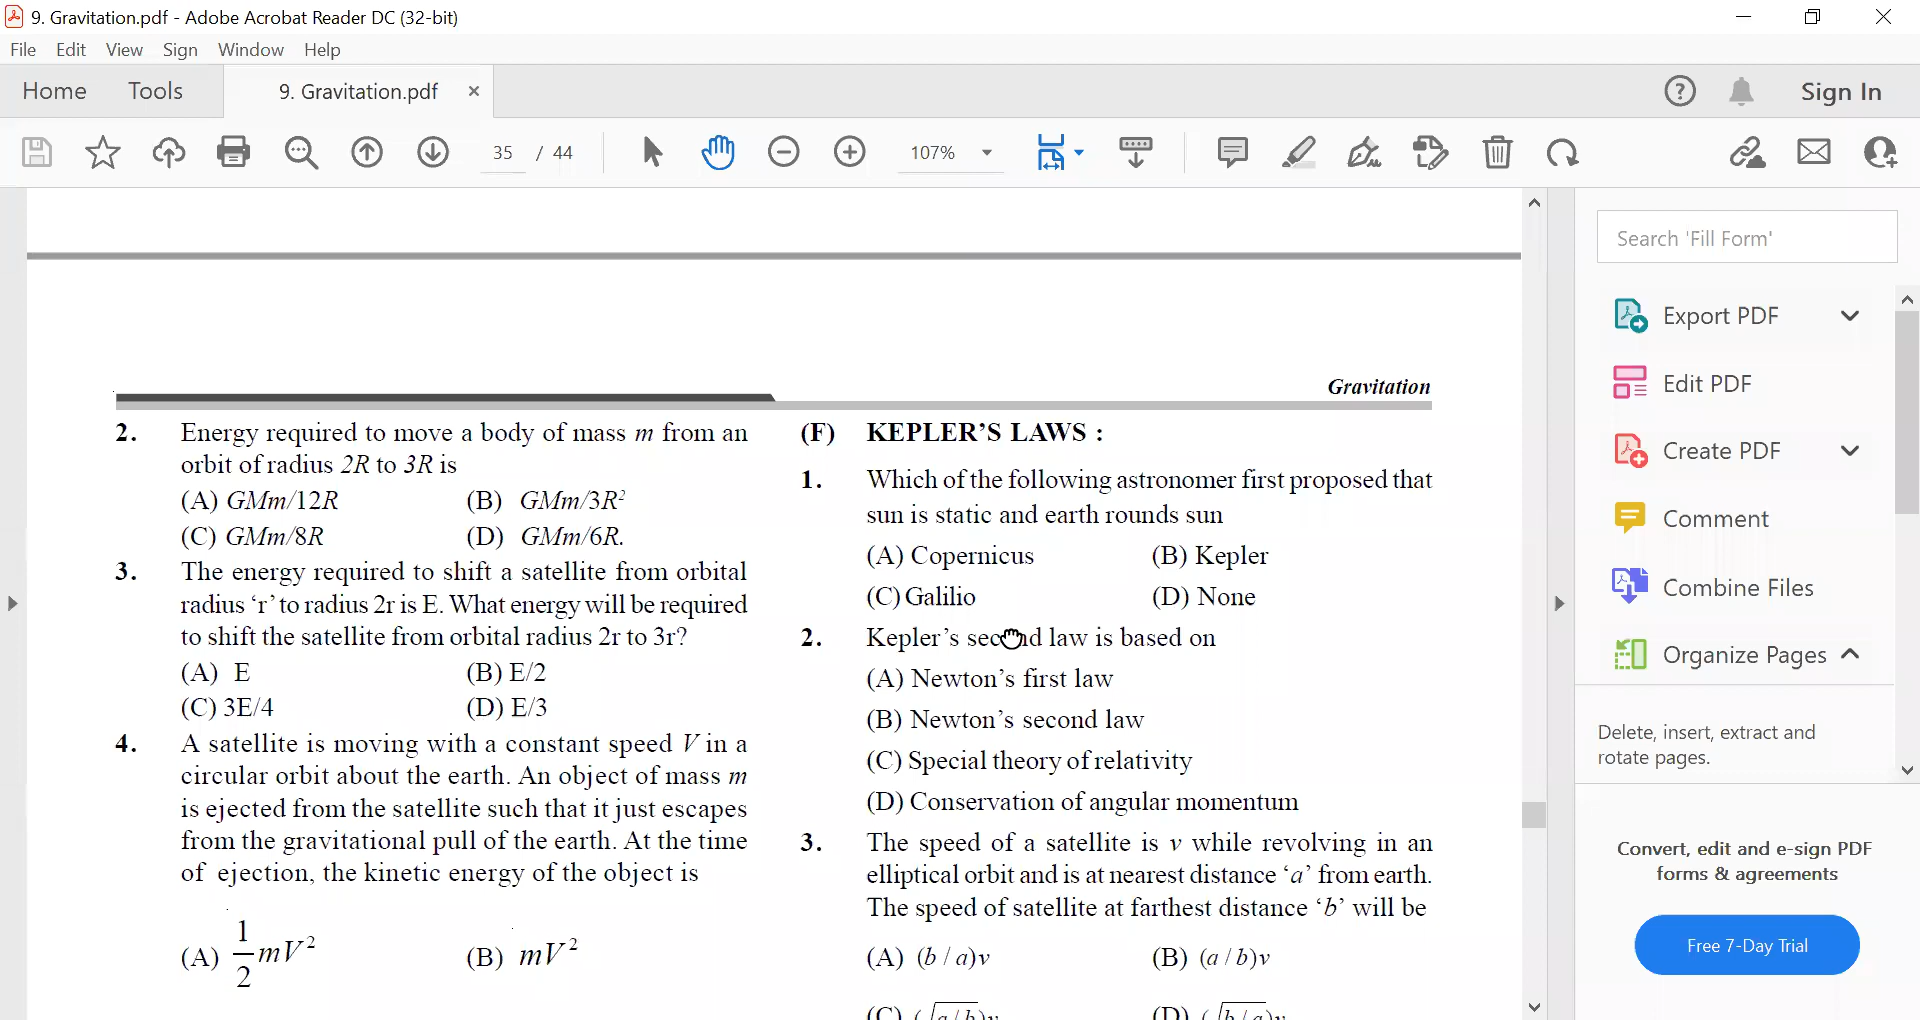 9. Gravitation.pdf - Adobe Acrobat Reader DC (32-bit)
File Edit View Sign Window Help
Home Tools 9. Gravitation.pdf × Sign In
35 / 44 107%
Gravitation
2. Energy required to move a body of mass m from an
orbit of radius 2R to 3R is
(A) GMm/12R (B) GMm/3R²
(C) GMm/8R (D) GMm/6R.
3. The energy required to shift a satellite from orbital
radius ‘r’ to radius 2r is E. What energy will be required
to shift the satellite from orbital radius 2r to 3r?
(A) E (B) E/2
(C) 3E/4 (D) E/3
4. A satellite is moving with a constant speed V in a
circular orbit about the earth. An object of mass m
is ejected from the satellite such that it just escapes
from the gravitational pull of the earth. At the time
of ejection, the kinetic energy of the object is
(A) 1/2 mV² (B) mV²
(F) KEPLER’S LAWS :
1. Which of the following astronomer first proposed that
sun is static and earth rounds sun
(A) Copernicus (B) Kepler
(C) Galilio (D) None
2. Kepler’s second law is based on
(A) Newton’s first law
(B) Newton’s second law
(C) Special theory of relativity
(D) Conservation of angular momentum
3. The speed of a satellite is v while revolving in an
elliptical orbit and is at nearest distance ‘a’ from earth.
The speed of satellite at farthest distance ‘b’ will be
(A) (b / a)v (B) (a / b)v
(C) (√a/b)v (D) (√b/a)v
Search 'Fill Form'
Export PDF
Edit PDF
Create PDF
Comment
Combine Files
Organize Pages
Delete, insert, extract and
rotate pages.
Convert, edit and e-sign PDF
forms & agreements
Free 7-Day Trial